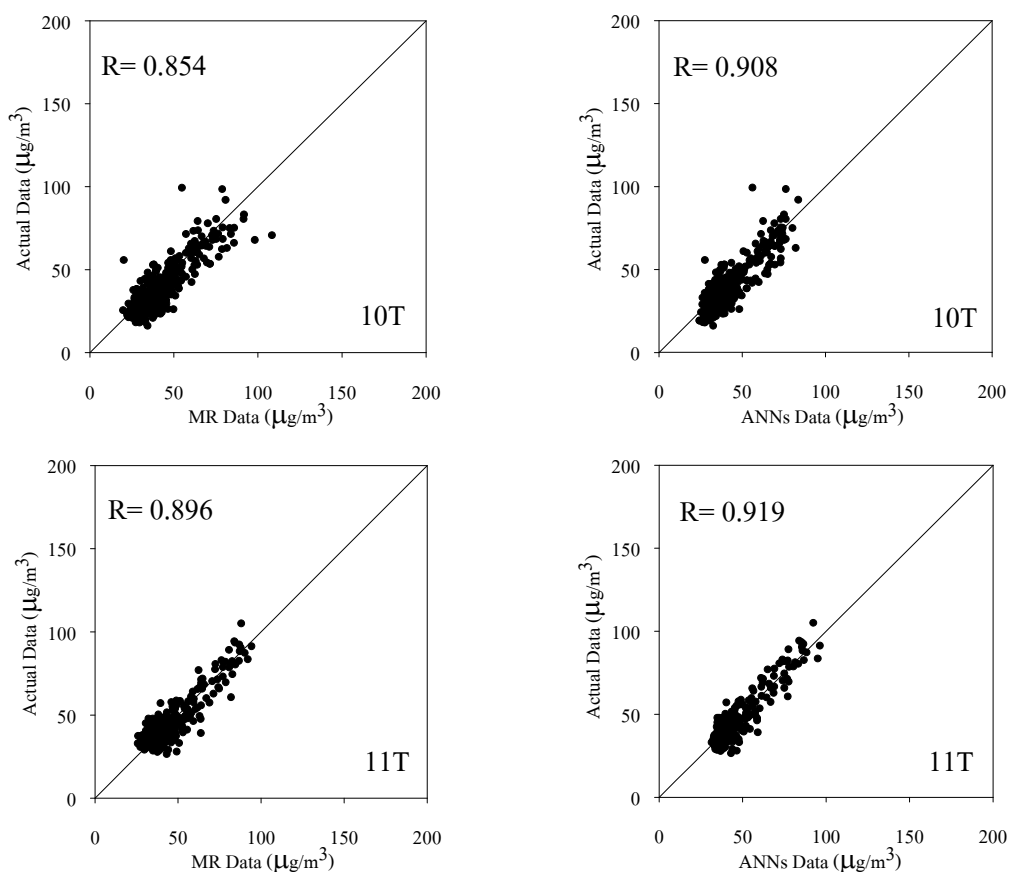 200
150
100
50
0
Actual Data (μg/m³)
R= 0.854
10T
0 50 100 150 200
MR Data (μg/m³)
200
150
100
50
0
Actual Data (μg/m³)
R= 0.908
10T
0 50 100 150 200
ANNs Data (μg/m³)
200
150
100
50
0
Actual Data (μg/m³)
R= 0.896
11T
0 50 100 150 200
MR Data (μg/m³)
200
150
100
50
0
Actual Data (μg/m³)
R= 0.919
11T
0 50 100 150 200
ANNs Data (μg/m³)